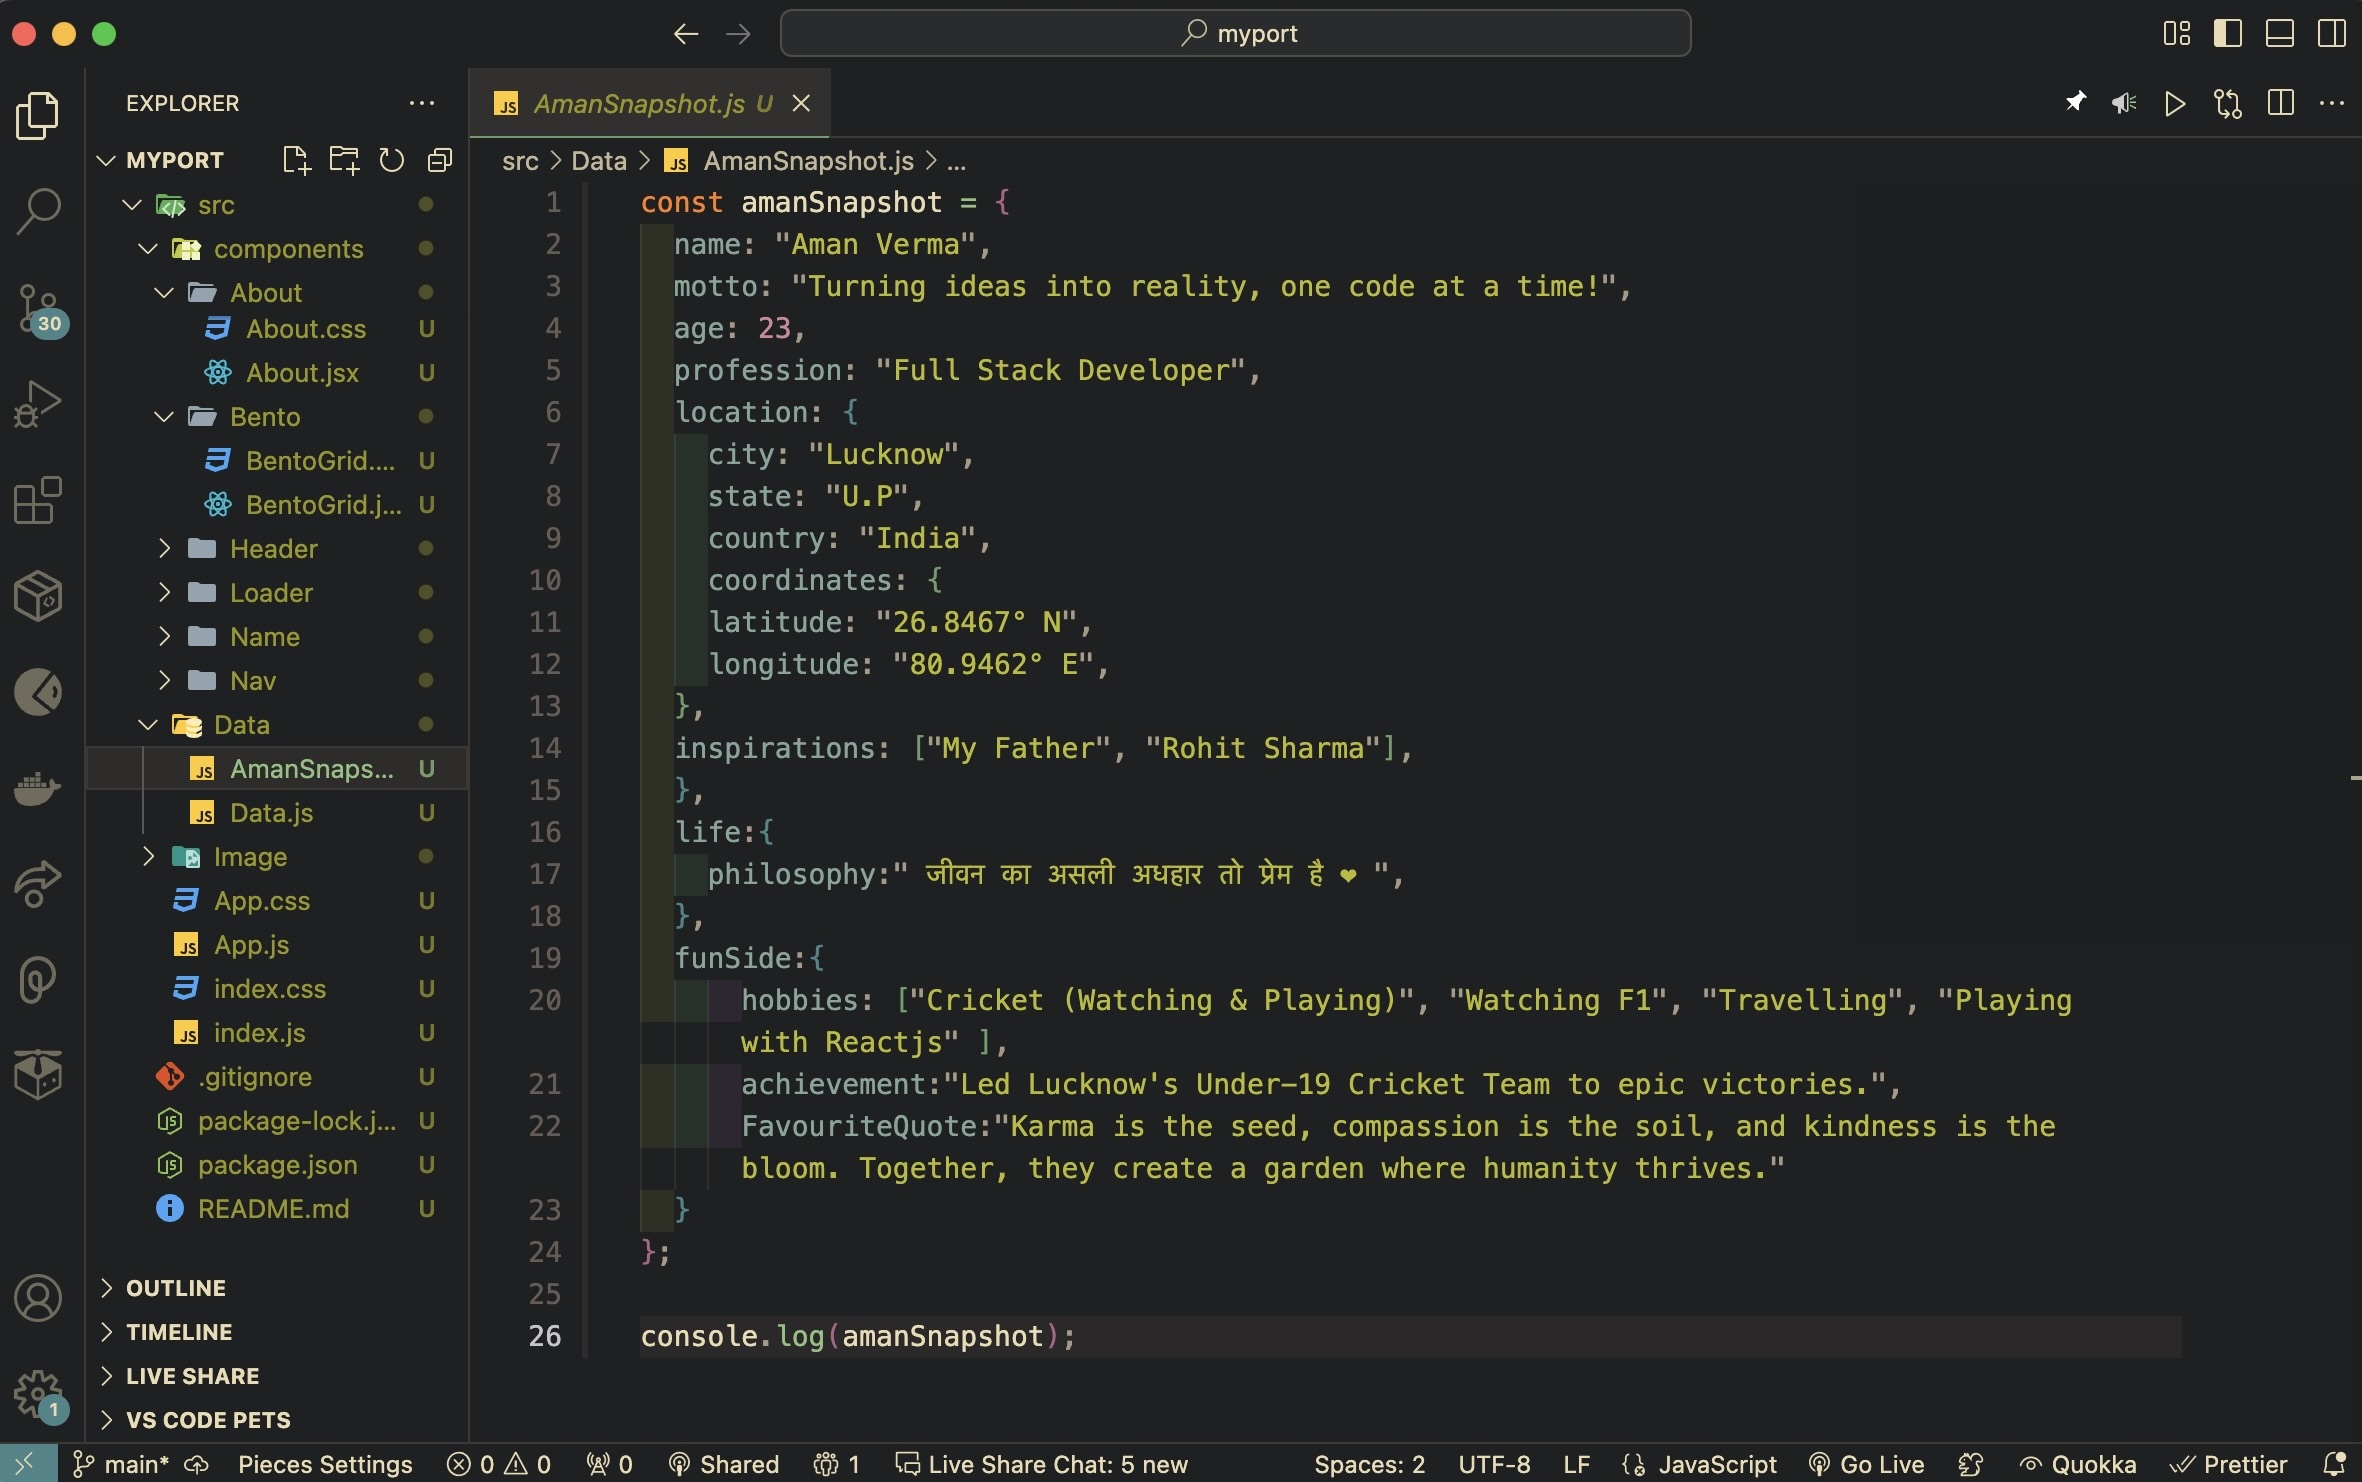 myport
EXPLORER
MYPORT
src
components
About
About.css U
About.jsx U
Bento
BentoGrid.... U
BentoGrid.j... U
Header
Loader
Name
Nav
Data
AmanSnaps... U
Data.js U
Image
App.css U
App.js U
index.css U
index.js U
.gitignore U
package-lock.j... U
package.json U
README.md U
OUTLINE
TIMELINE
LIVE SHARE
VS CODE PETS
30
1
JS AmanSnapshot.js U
src > Data > JS AmanSnapshot.js > ...
1 const amanSnapshot = {
2 name: "Aman Verma",
3 motto: "Turning ideas into reality, one code at a time!",
4 age: 23,
5 profession: "Full Stack Developer",
6 location: {
7 city: "Lucknow",
8 state: "U.P",
9 country: "India",
10 coordinates: {
11 latitude: "26.8467° N",
12 longitude: "80.9462° E",
13 },
14 inspirations: ["My Father", "Rohit Sharma"],
15 },
16 life:{
17 philosophy:" जीवन का असली अधहार तो प्रेम है ❤ ",
18 },
19 funSide:{
20 hobbies: ["Cricket (Watching & Playing)", "Watching F1", "Travelling", "Playing
with Reactjs" ],
21 achievement:"Led Lucknow's Under-19 Cricket Team to epic victories.",
22 FavouriteQuote:"Karma is the seed, compassion is the soil, and kindness is the
bloom. Together, they create a garden where humanity thrives."
23 }
24 };
25
26 console.log(amanSnapshot);
main* Pieces Settings 0 0 0 Shared 1 Live Share Chat: 5 new Spaces: 2 UTF-8 LF JavaScript Go Live Quokka Prettier